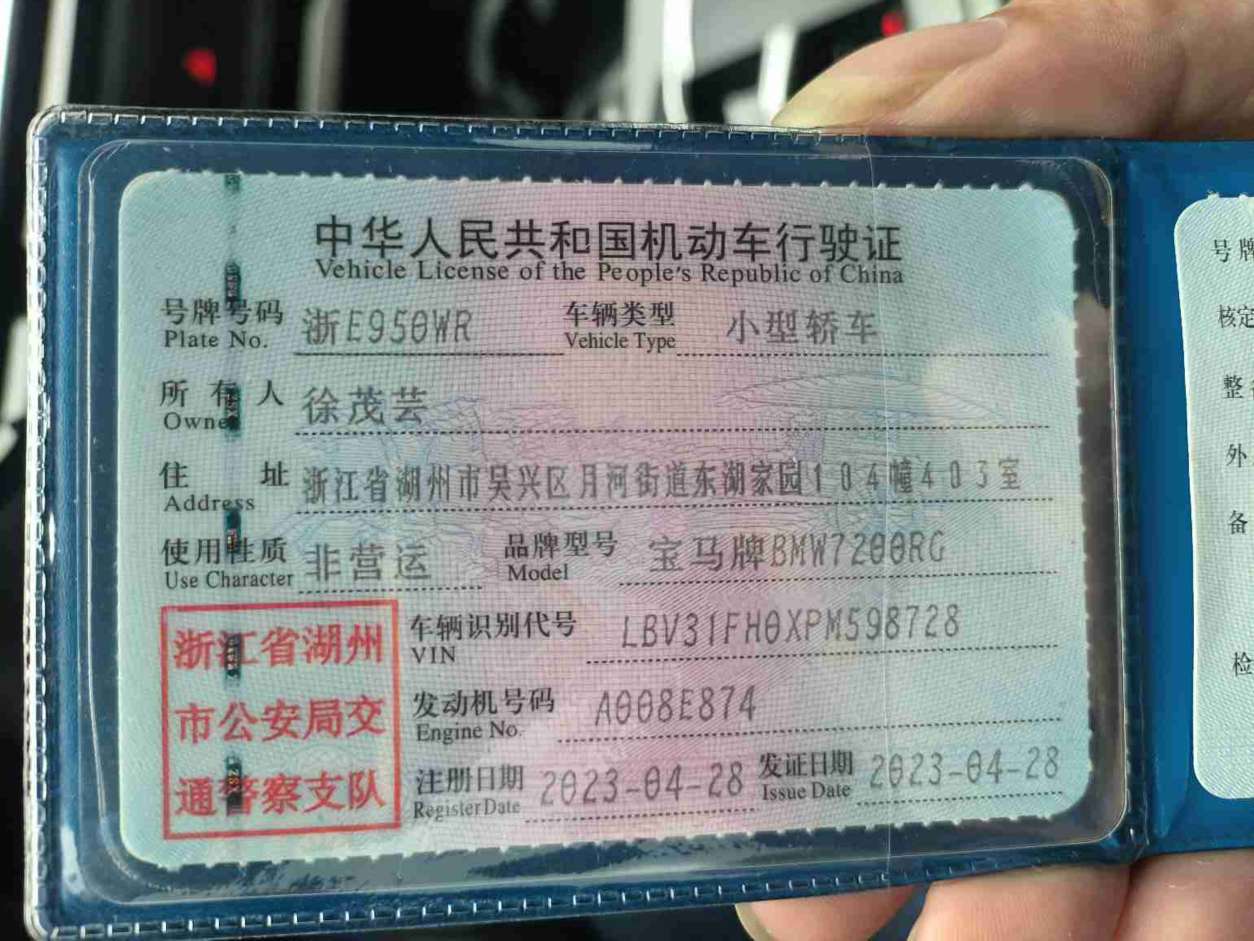 中华人民共和国机动车行驶证
Vehicle License of the People's Republic of China
号牌号码 浙E950WR 车辆类型 小型轿车
Plate No. Vehicle Type
所有人 徐茂芸
Owner
住址 浙江省湖州市吴兴区月河街道东湖家园104幢403室
Address
使用性质 非营运 品牌型号 宝马牌BMW7200RG
Use Character Model
浙江省湖州
市公安局交
通警察支队
车辆识别代号 LBV31FH0XPM598728
VIN
发动机号码 A008E874
Engine No.
注册日期 2023-04-28 发证日期 2023-04-28
Register Date Issue Date
号牌
核定
整
外
备
检